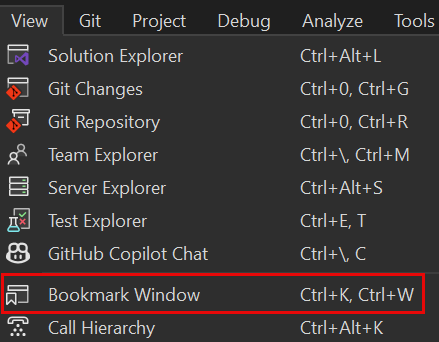 View Git Project Debug Analyze Tools
Solution Explorer Ctrl+Alt+L
Git Changes Ctrl+0, Ctrl+G
Git Repository Ctrl+0, Ctrl+R
Team Explorer Ctrl+\, Ctrl+M
Server Explorer Ctrl+Alt+S
Test Explorer Ctrl+E, T
GitHub Copilot Chat Ctrl+\, C
Bookmark Window Ctrl+K, Ctrl+W
Call Hierarchy Ctrl+Alt+K